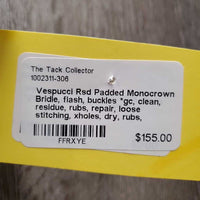 The Tack Collector
1002311-306
Vespucci Rsd Padded Monocrown
Bridle, flash, buckles *gc, clean,
residue, rubs, repair, loose
stitching, xholes, dry, rubs,
$155.00
FFRXYE